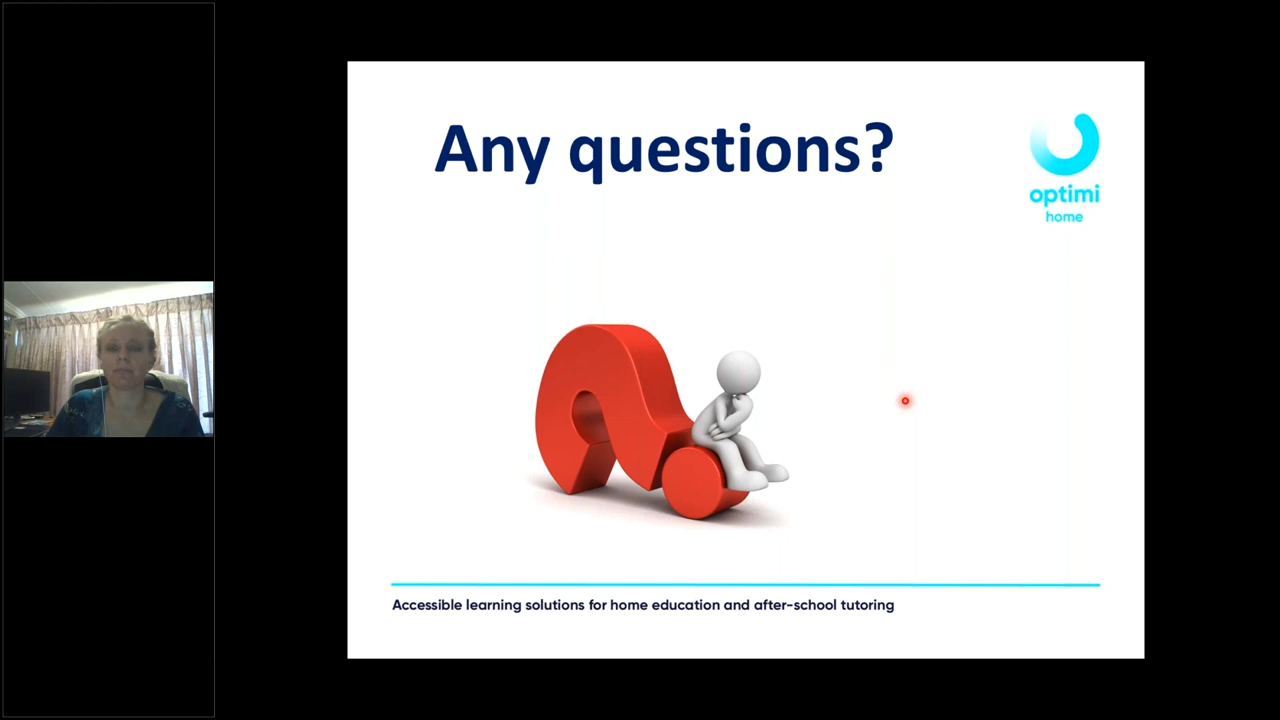 Any questions?
optimi
home
Accessible learning solutions for home education and after-school tutoring